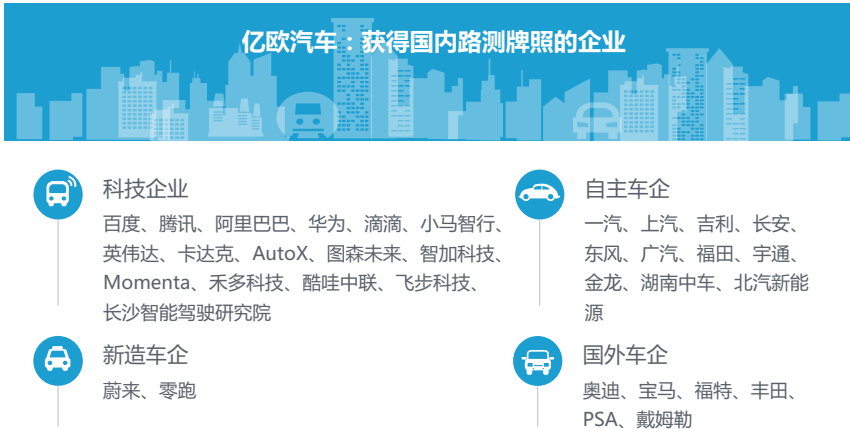 亿欧汽车：获得国内路测牌照的企业
科技企业
百度、腾讯、阿里巴巴、华为、滴滴、小马智行、
英伟达、卡达克、AutoX、图森未来、智加科技、
Momenta、禾多科技、酷哇中联、飞步科技、
长沙智能驾驶研究院
自主车企
一汽、上汽、吉利、长安、
东风、广汽、福田、宇通、
金龙、湖南中车、北汽新能
源
新造车企
蔚来、零跑
国外车企
奥迪、宝马、福特、丰田、
PSA、戴姆勒